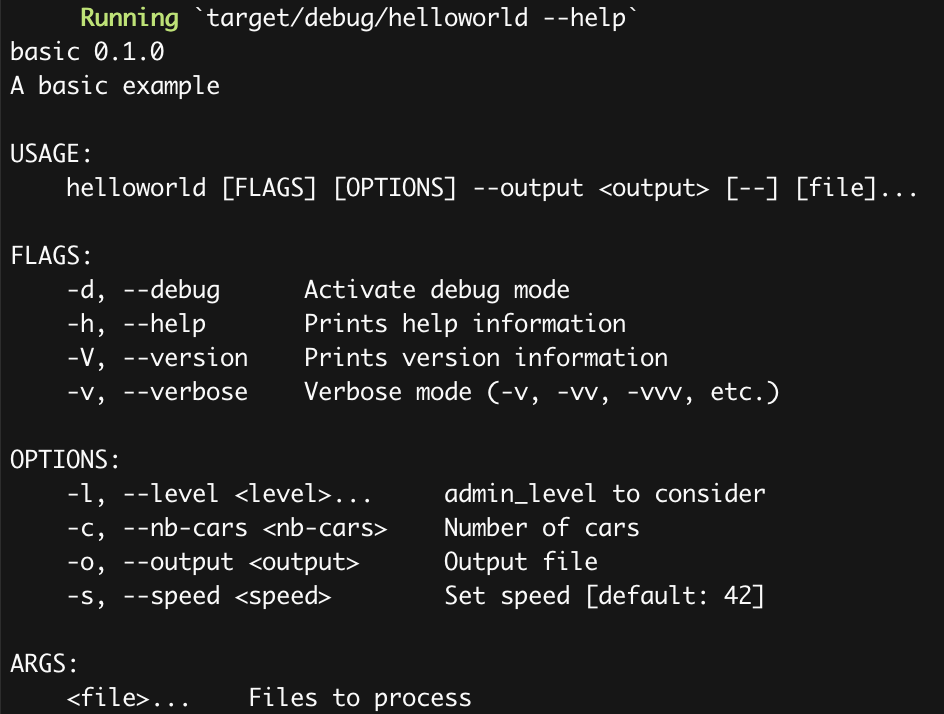 Running `target/debug/helloworld --help`
basic 0.1.0
A basic example

USAGE:
    helloworld [FLAGS] [OPTIONS] --output <output> [--] [file]...

FLAGS:
    -d, --debug      Activate debug mode
    -h, --help       Prints help information
    -V, --version    Prints version information
    -v, --verbose    Verbose mode (-v, -vv, -vvv, etc.)

OPTIONS:
    -l, --level <level>...     admin_level to consider
    -c, --nb-cars <nb-cars>    Number of cars
    -o, --output <output>      Output file
    -s, --speed <speed>        Set speed [default: 42]

ARGS:
    <file>...    Files to process